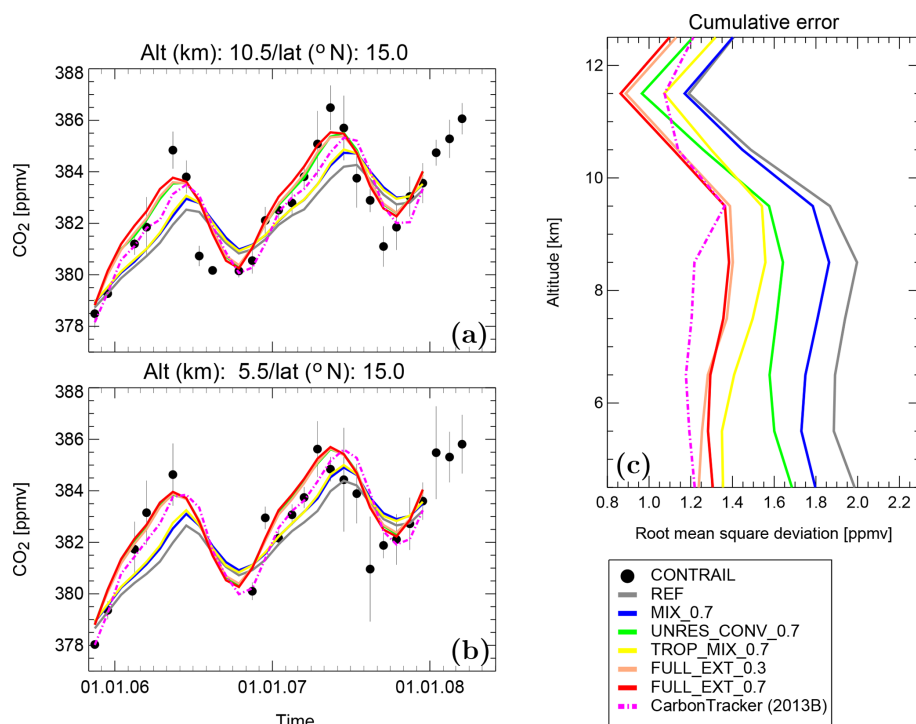 Alt (km): 10.5/lat (° N): 15.0
388
386
384
382
380
378
CO2 [ppmv]
(a)
Alt (km): 5.5/lat (° N): 15.0
388
386
384
382
380
378
CO2 [ppmv]
(b)
01.01.06 01.01.07 01.01.08
Time
Cumulative error
12
10
8
6
Altitude [km]
(c)
0.8 1.0 1.2 1.4 1.6 1.8 2.0 2.2
Root mean square deviation [ppmv]
CONTRAIL
REF
MIX_0.7
UNRES_CONV_0.7
TROP_MIX_0.7
FULL_EXT_0.3
FULL_EXT_0.7
CarbonTracker (2013B)